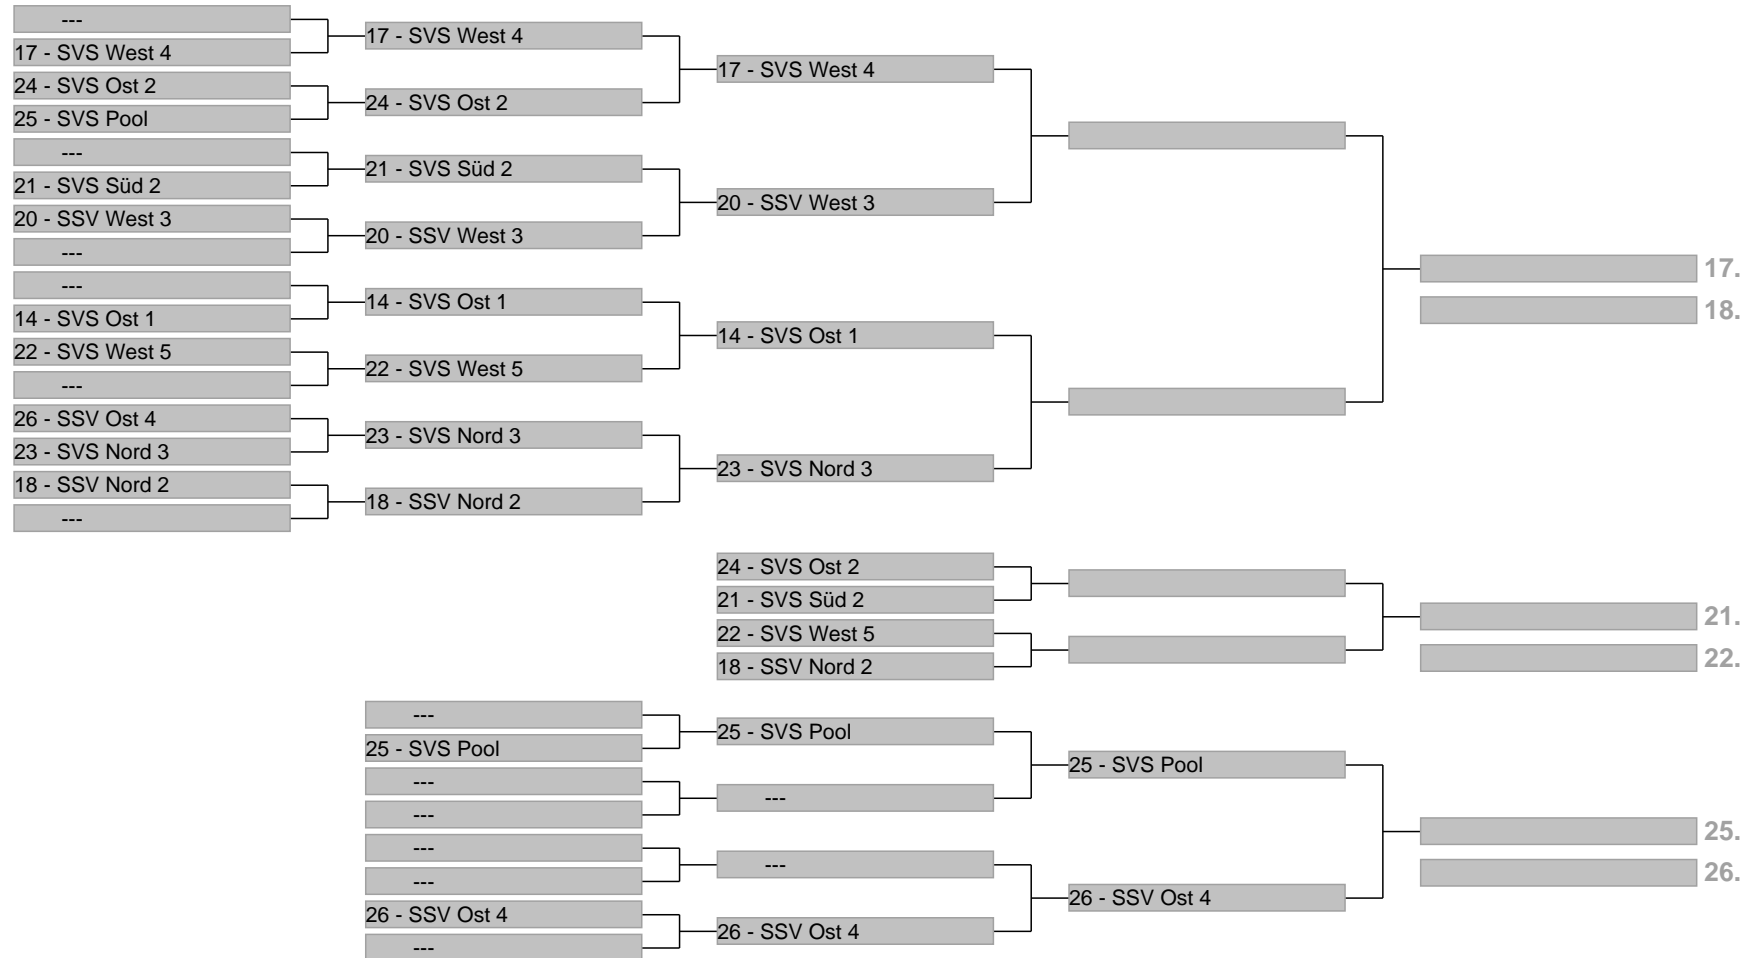 ---
17 - SVS West 4
24 - SVS Ost 2
25 - SVS Pool
---
21 - SVS Süd 2
20 - SSV West 3
---
---
14 - SVS Ost 1
22 - SVS West 5
---
26 - SSV Ost 4
23 - SVS Nord 3
18 - SSV Nord 2
---
17 - SVS West 4
24 - SVS Ost 2
21 - SVS Süd 2
20 - SSV West 3
14 - SVS Ost 1
22 - SVS West 5
23 - SVS Nord 3
18 - SSV Nord 2
17 - SVS West 4
20 - SSV West 3
14 - SVS Ost 1
23 - SVS Nord 3
17.
18.
24 - SVS Ost 2
21 - SVS Süd 2
22 - SVS West 5
18 - SSV Nord 2
21.
22.
---
25 - SVS Pool
---
---
---
---
26 - SSV Ost 4
---
25 - SVS Pool
---
---
26 - SSV Ost 4
25 - SVS Pool
26 - SSV Ost 4
25.
26.